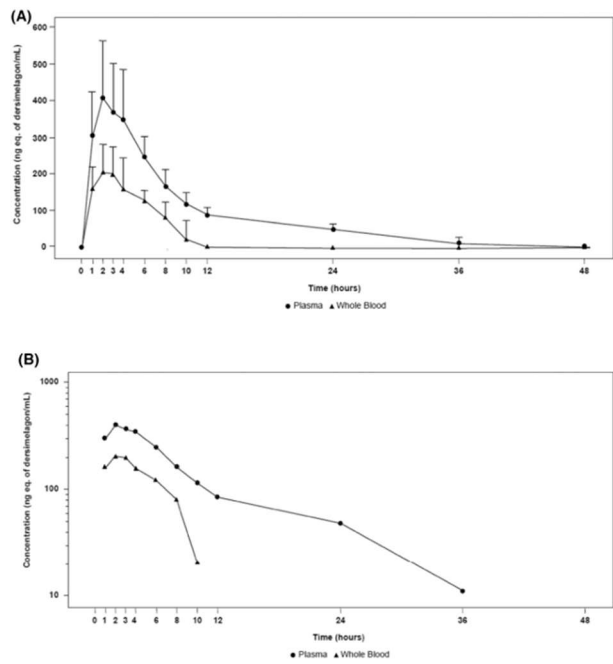 (A)
600
500
400
300
200
100
0
Concentration (ng eq. of dersimelagon/mL)
0 1 2 3 4 6 8 10 12 24 36 48
Time (hours)
● Plasma ▲ Whole Blood
(B)
1000
100
10
Concentration (ng eq. of dersimelagon/mL)
0 1 2 3 4 6 8 10 12 24 36 48
Time (hours)
● Plasma ▲ Whole Blood